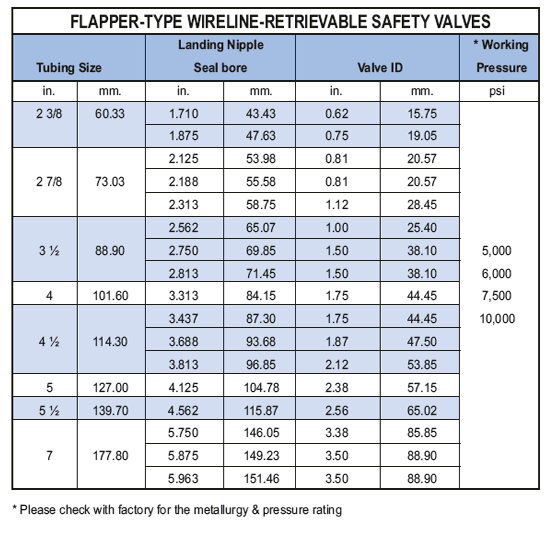 FLAPPER-TYPE WIRELINE-RETRIEVABLE SAFETY VALVES
Tubing Size Landing Nipple Seal bore Valve ID * Working Pressure
in. mm. in. mm. in. mm. psi
2 3/8 60.33 1.710 43.43 0.62 15.75
1.875 47.63 0.75 19.05
2.125 53.98 0.81 20.57
2 7/8 73.03 2.188 55.58 0.81 20.57
2.313 58.75 1.12 28.45
2.562 65.07 1.00 25.40
3 ½ 88.90 2.750 69.85 1.50 38.10 5,000
2.813 71.45 1.50 38.10 6,000
4 101.60 3.313 84.15 1.75 44.45 7,500
3.437 87.30 1.75 44.45 10,000
4 ½ 114.30 3.688 93.68 1.87 47.50
3.813 96.85 2.12 53.85
5 127.00 4.125 104.78 2.38 57.15
5 ½ 139.70 4.562 115.87 2.56 65.02
5.750 146.05 3.38 85.85
7 177.80 5.875 149.23 3.50 88.90
5.963 151.46 3.50 88.90
* Please check with factory for the metallurgy & pressure rating